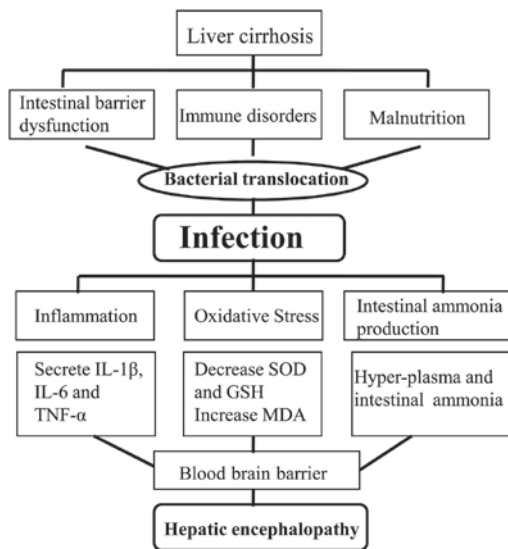 Liver cirrhosis
Intestinal barrier
dysfunction
Immune disorders
Malnutrition
Bacterial translocation
Infection
Inflammation
Oxidative Stress
Intestinal ammonia
production
Secrete IL-1β,
IL-6 and
TNF-α
Decrease SOD
and GSH
Increase MDA
Hyper-plasma and
intestinal ammonia
Blood brain barrier
Hepatic encephalopathy